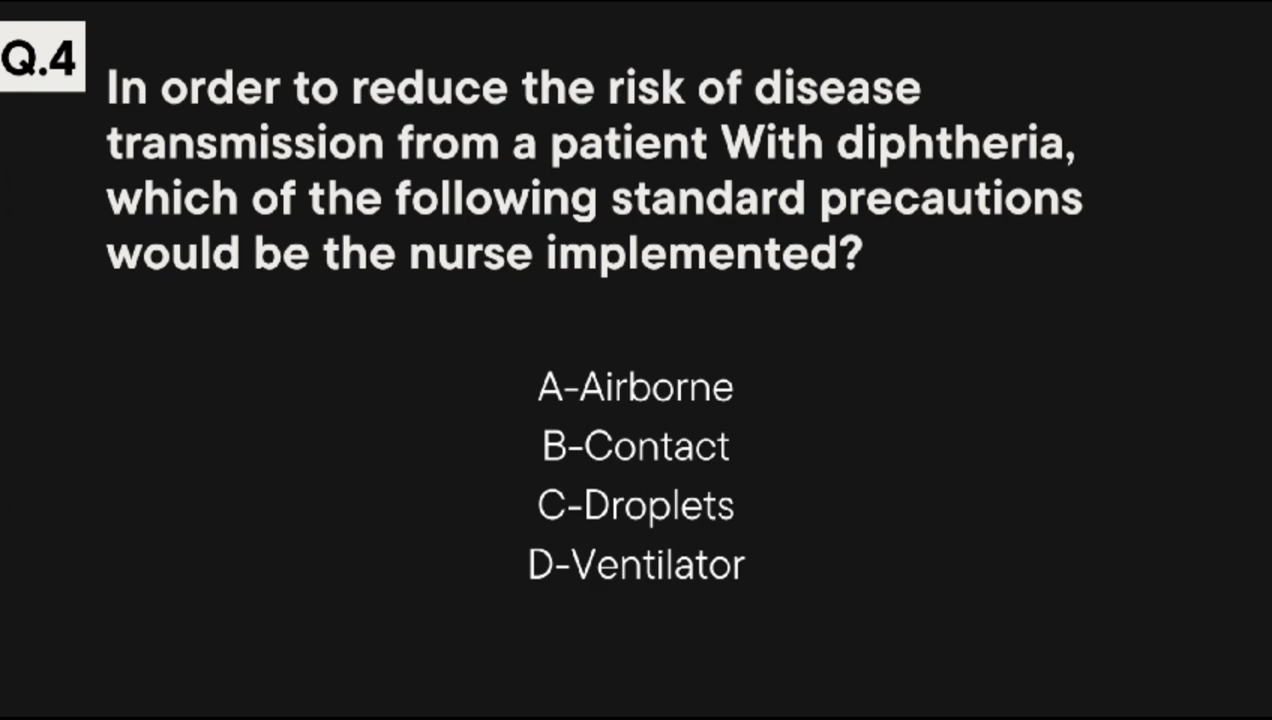 Q.4
In order to reduce the risk of disease
transmission from a patient With diphtheria,
which of the following standard precautions
would be the nurse implemented?
A-Airborne
B-Contact
C-Droplets
D-Ventilator